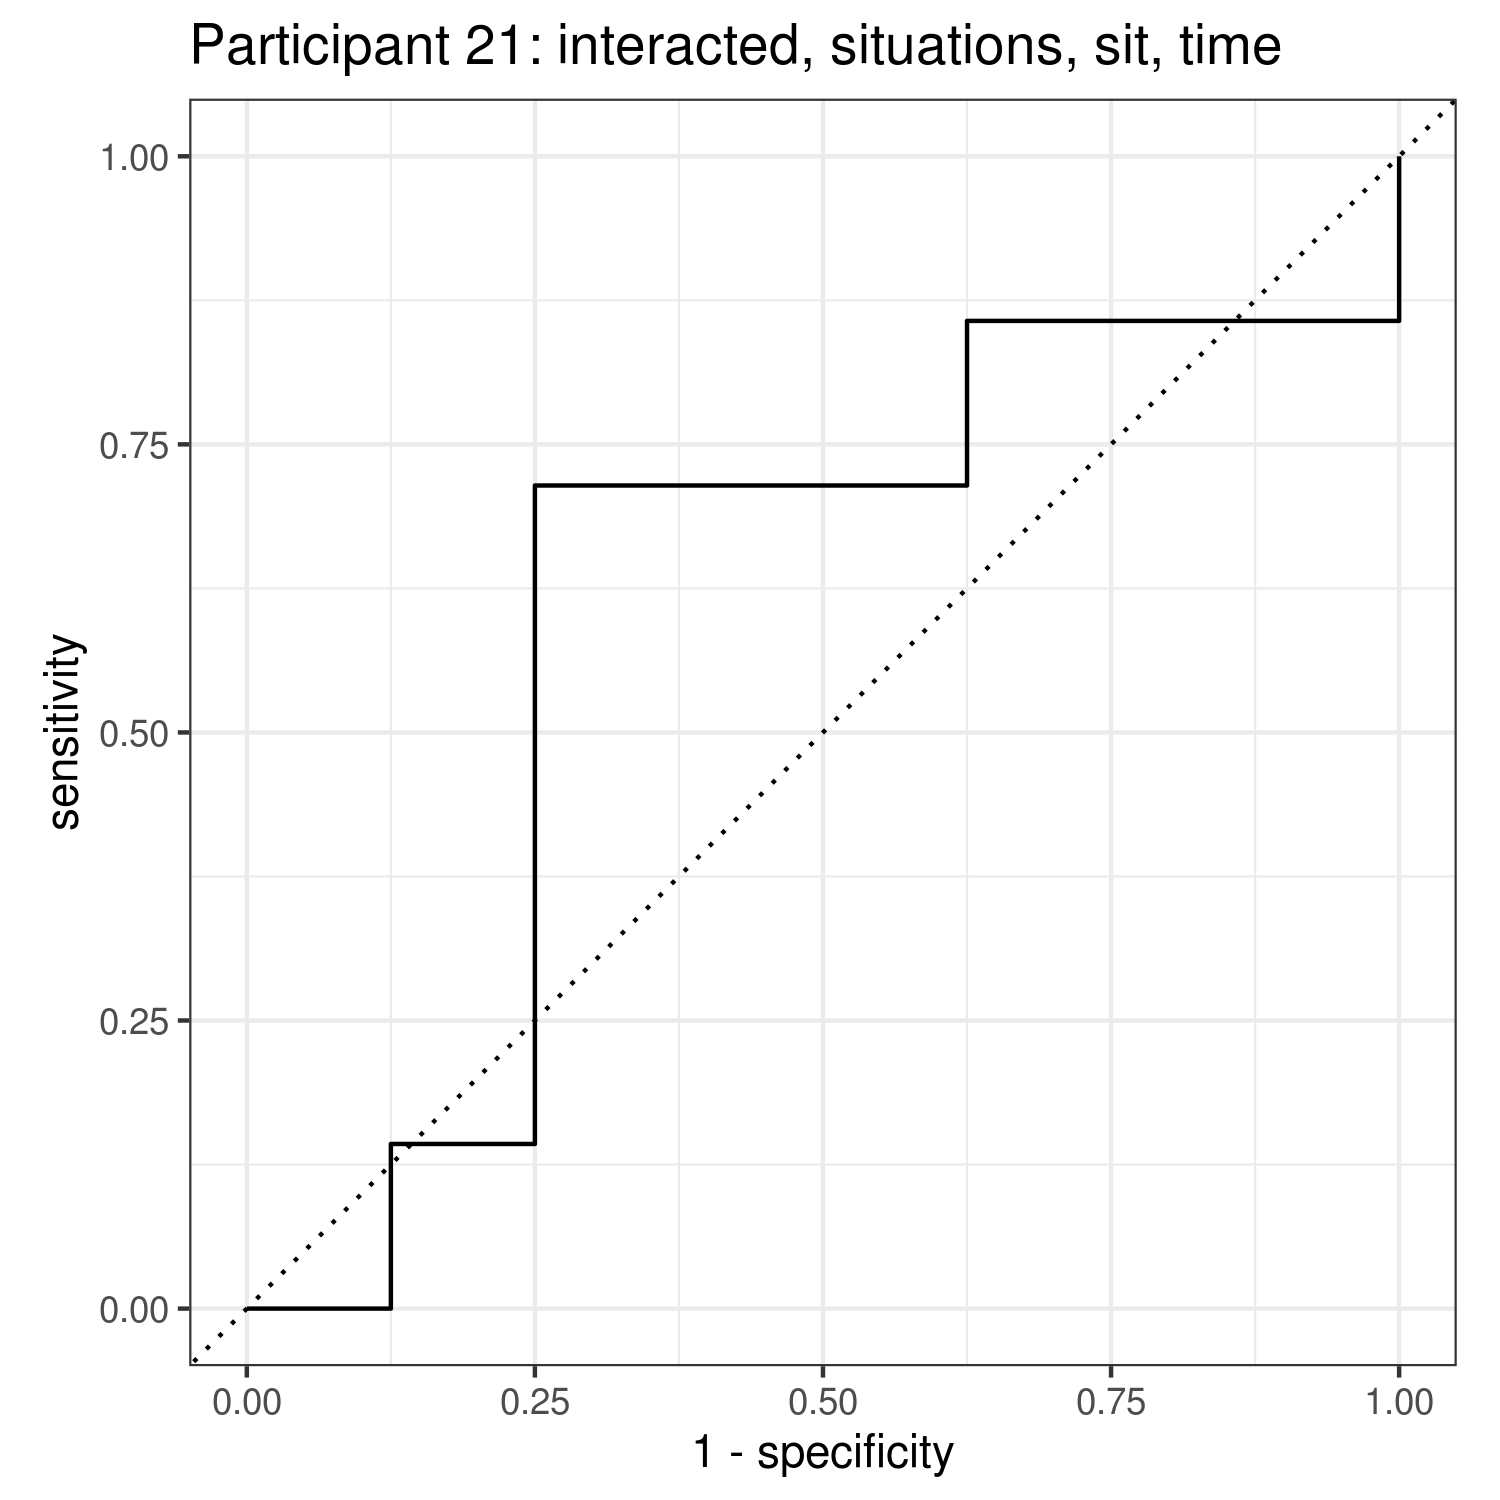 Participant 21: interacted, situations, sit, time
1.00
0.75
0.50
0.25
0.00
sensitivity
0.00 0.25 0.50 0.75 1.00
1 - specificity